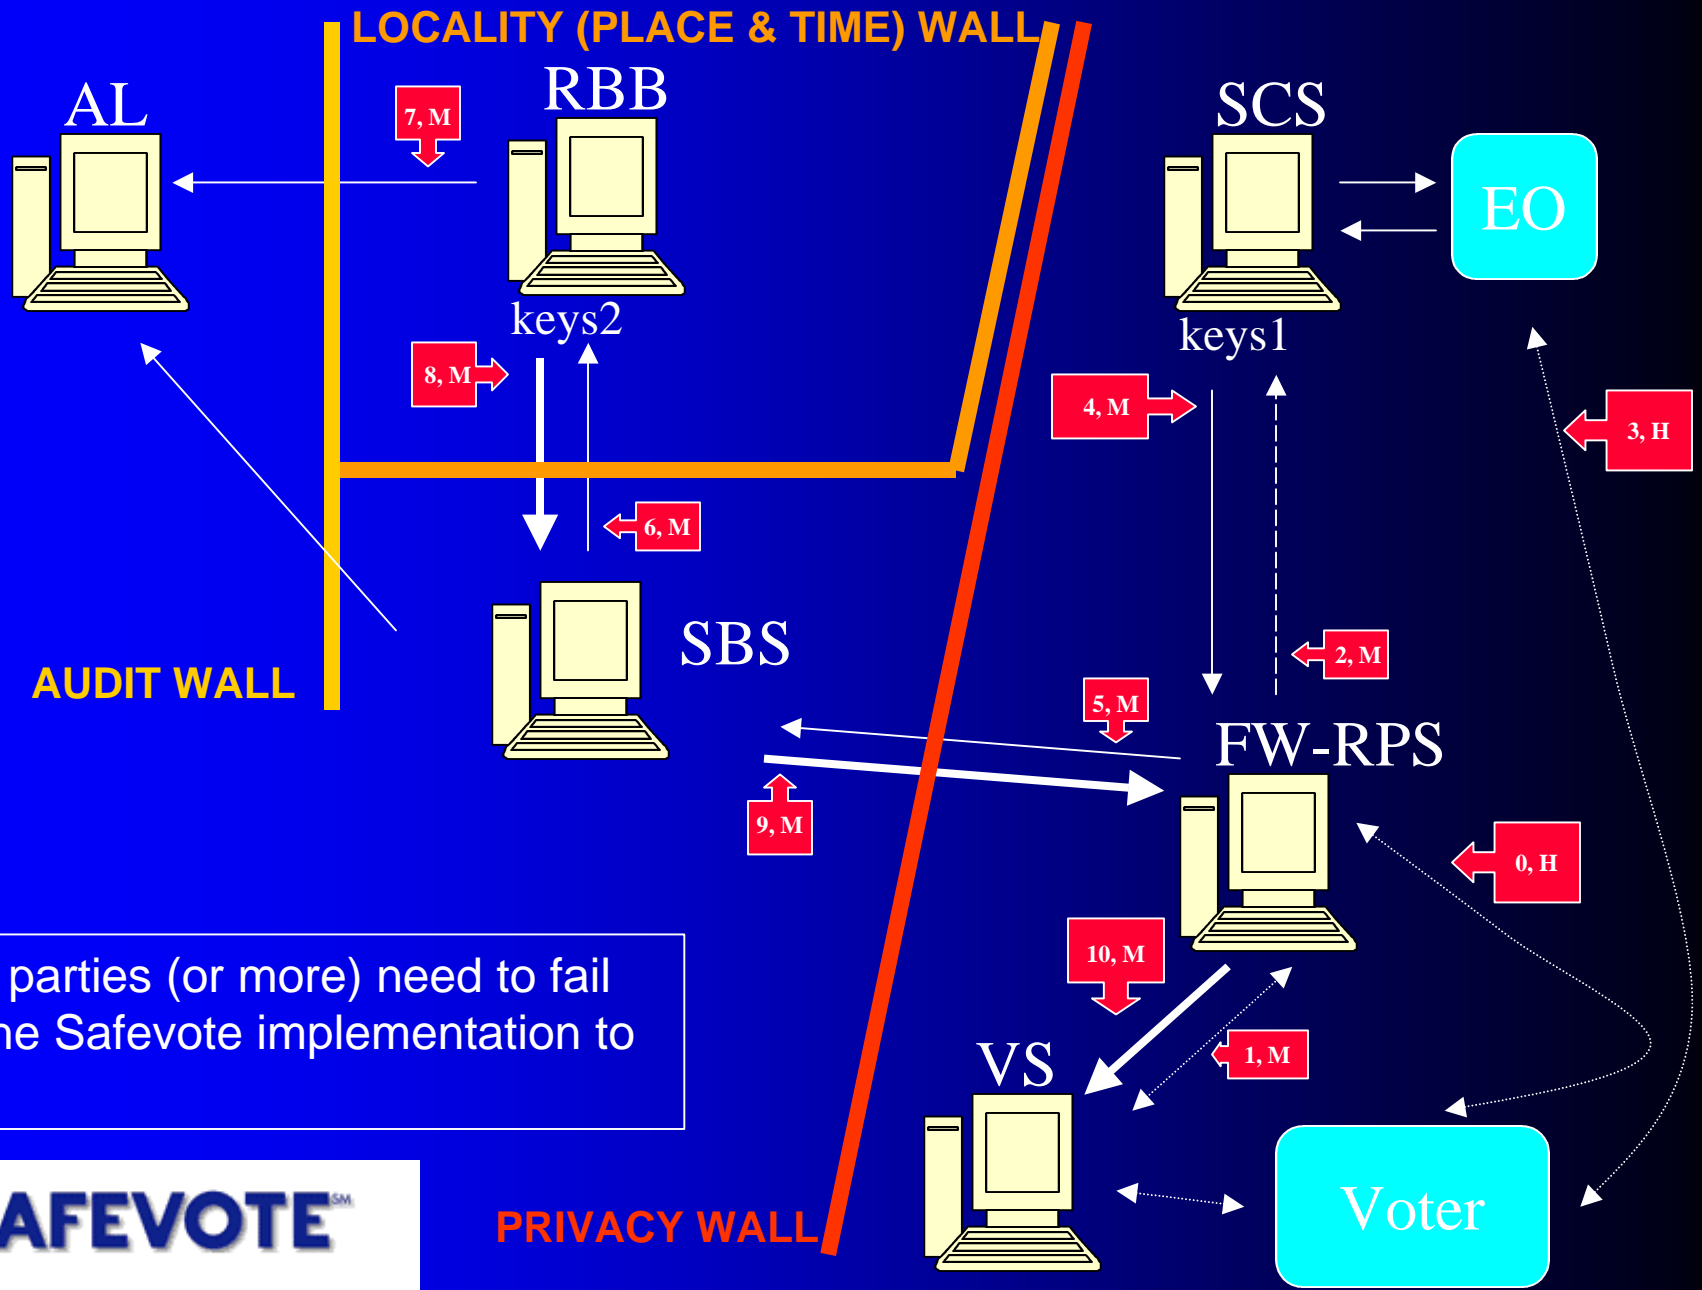 LOCALITY (PLACE & TIME) WALL
AL
7, M
RBB
SCS
EO
keys2
keys1
8, M
4, M
3, H
6, M
SBS
2, M
AUDIT WALL
5, M
FW-RPS
9, M
0, H
parties (or more) need to fail
10, M
he Safevote implementation to
VS
1, M
AFEVOTE SM
PRIVACY WALL
Voter